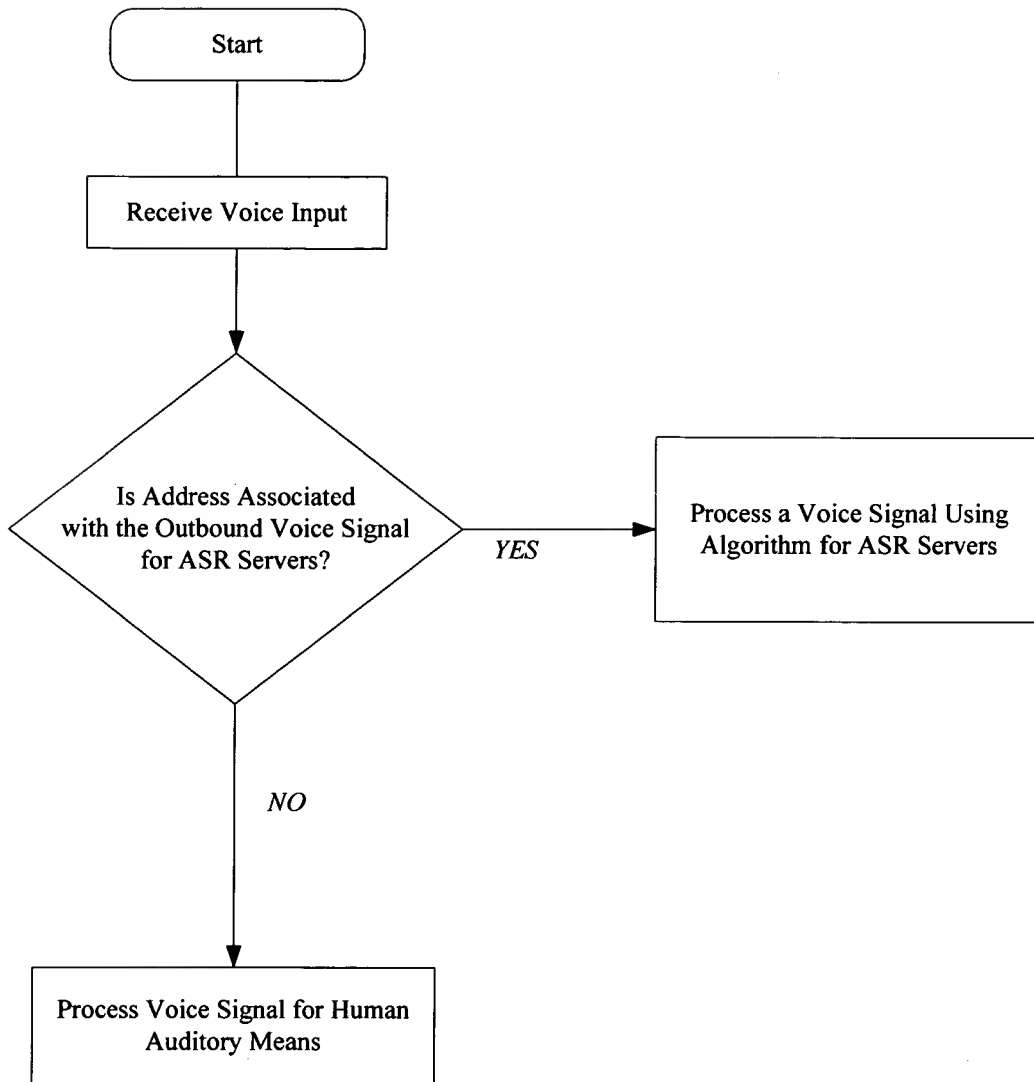 Start
Receive Voice Input
Is Address Associated
with the Outbound Voice Signal
for ASR Servers?
YES
Process a Voice Signal Using
Algorithm for ASR Servers
NO
Process Voice Signal for Human
Auditory Means